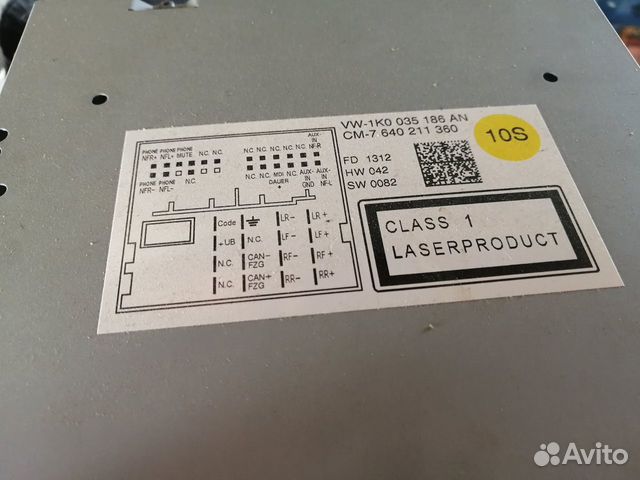 VW-1K0 035 186 AN
CM-7 640 211 360
10S
FD 1312
HW 042
SW 0082
CLASS 1
LASERPRODUCT
PHONE PHONE PHONE
NFR+ NFL+ MUTE N.C. N.C.
PHONE PHONE
NFR- NFL- N.C.
AUX-
IN
N.C. N.C. N.C. N.C. N.C. NF-R
N.C. N.C. MDI N.C. AUX- AUX-
DAUER IN IN
+ GND NF-L
Code LR- LR+
+UB N.C. LF- LF+
N.C. CAN- FZG RF- RF+
N.C. CAN+ FZG RR- RR+
Avito